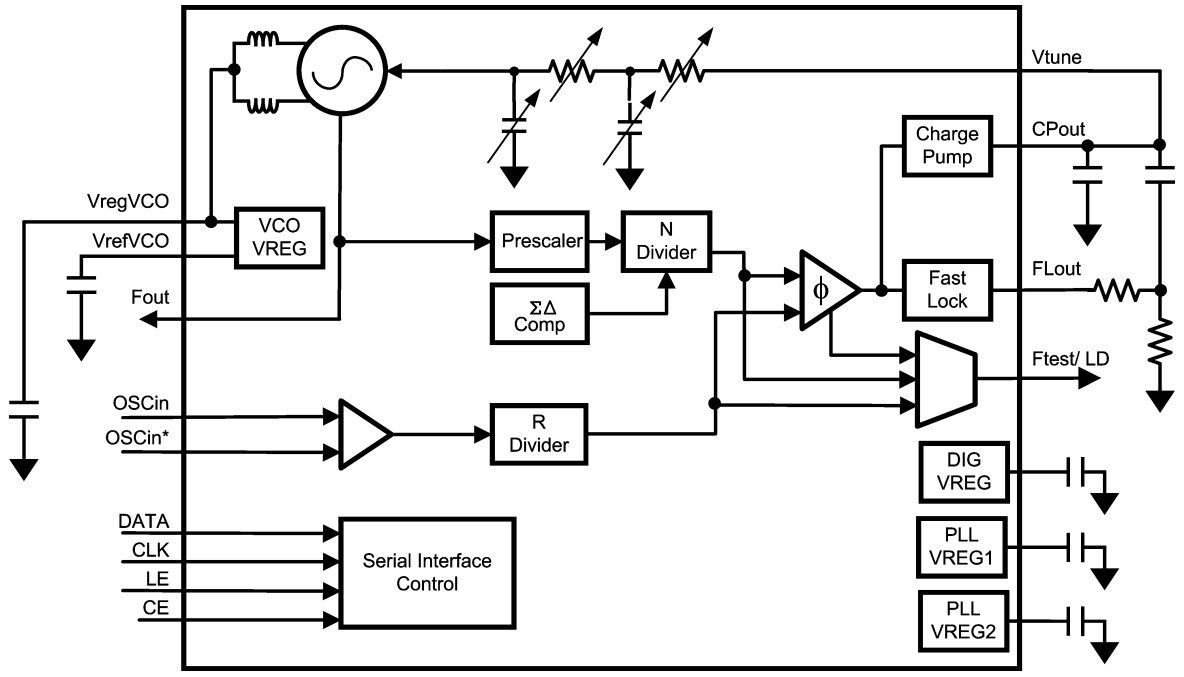 Vtune
Charge
Pump
CPout
VregVCO
VCO
VREG
VrefVCO
Prescaler
N
Divider
Fout
ΣΔ
Comp
ϕ
Fast
Lock
FLout
Ftest/ LD
OSCin
OSCin*
R
Divider
DIG
VREG
DATA
CLK
LE
CE
Serial Interface
Control
PLL
VREG1
PLL
VREG2